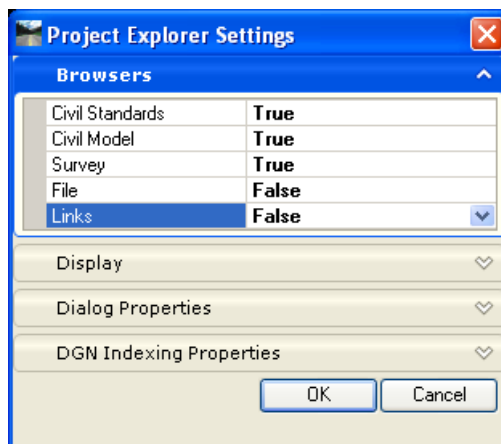 Project Explorer Settings
Browsers
Civil Standards True
Civil Model True
Survey True
File False
Links False
Display
Dialog Properties
DGN Indexing Properties
OK Cancel